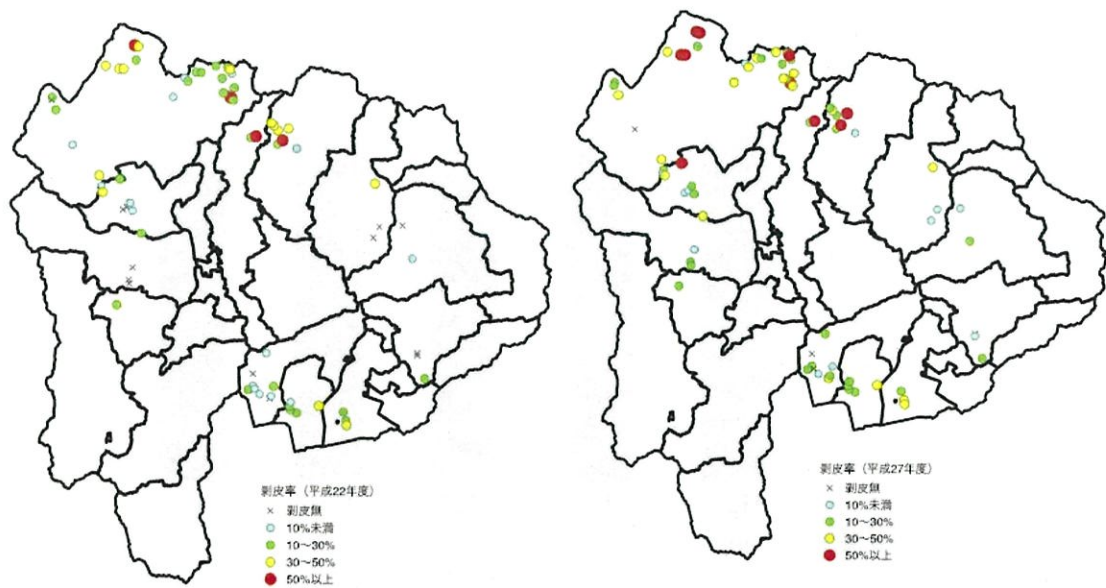 剥皮率（平成22年度）
× 剥皮無
10%未満
10～30%
30～50%
50%以上
剥皮率（平成27年度）
× 剥皮無
10%未満
10～30%
30～50%
50%以上